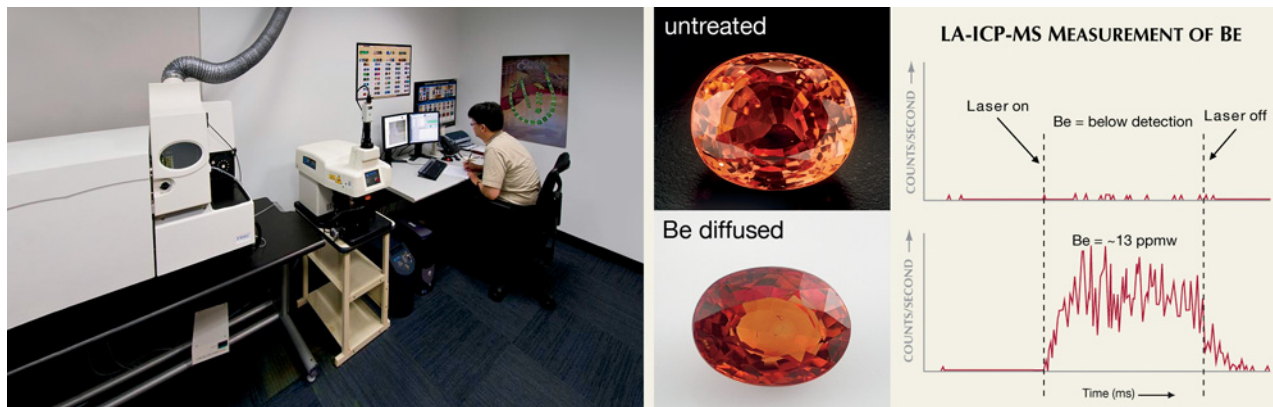 untreated
Be diffused
LA-ICP-MS MEASUREMENT OF BE
COUNTS/SECOND
Laser on
Be = below detection
Laser off
COUNTS/SECOND
Be = ~13 ppmw
Time (ms)